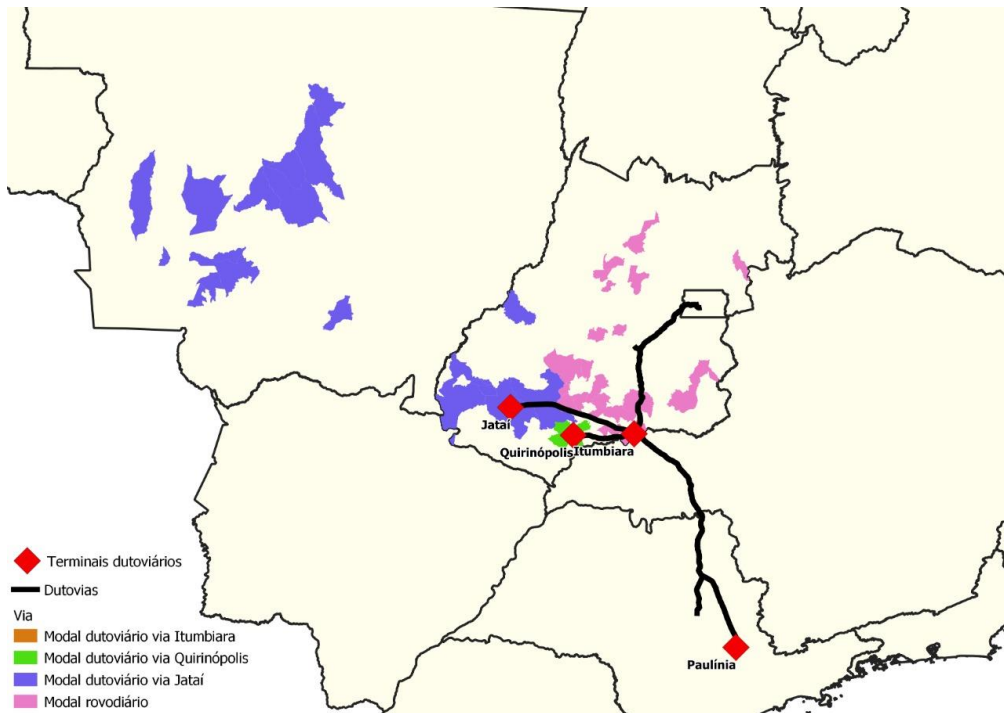 Jataí
Quirinópolis
Itumbiara
Paulínia
Terminais dutoviários
Dutovias
Via
Modal dutoviário via Itumbiara
Modal dutoviário via Quirinópolis
Modal dutoviário via Jataí
Modal rovodiário